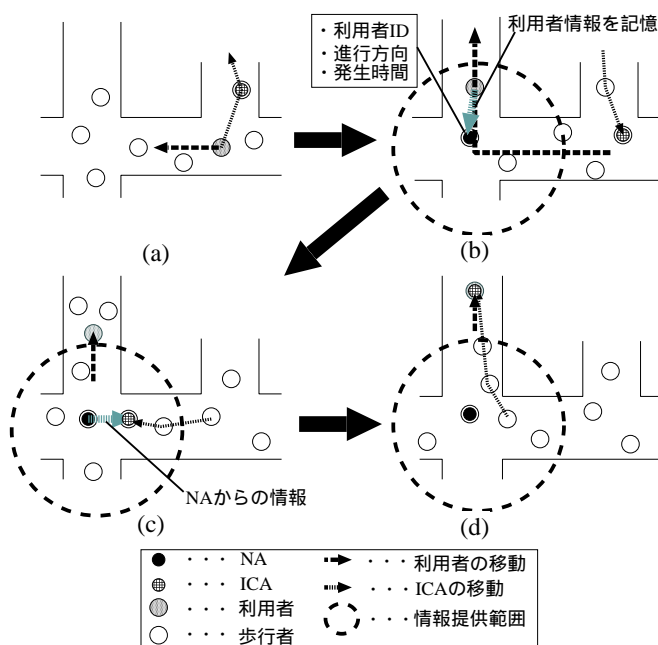 ・利用者ID
・進行方向
・発生時間
利用者情報を記憶
(a)
(b)
NAからの情報
(c)
(d)
・・・ NA
・・・ ICA
・・・ 利用者
・・・ 歩行者
・・・利用者の移動
・・・ICAの移動
・・・情報提供範囲